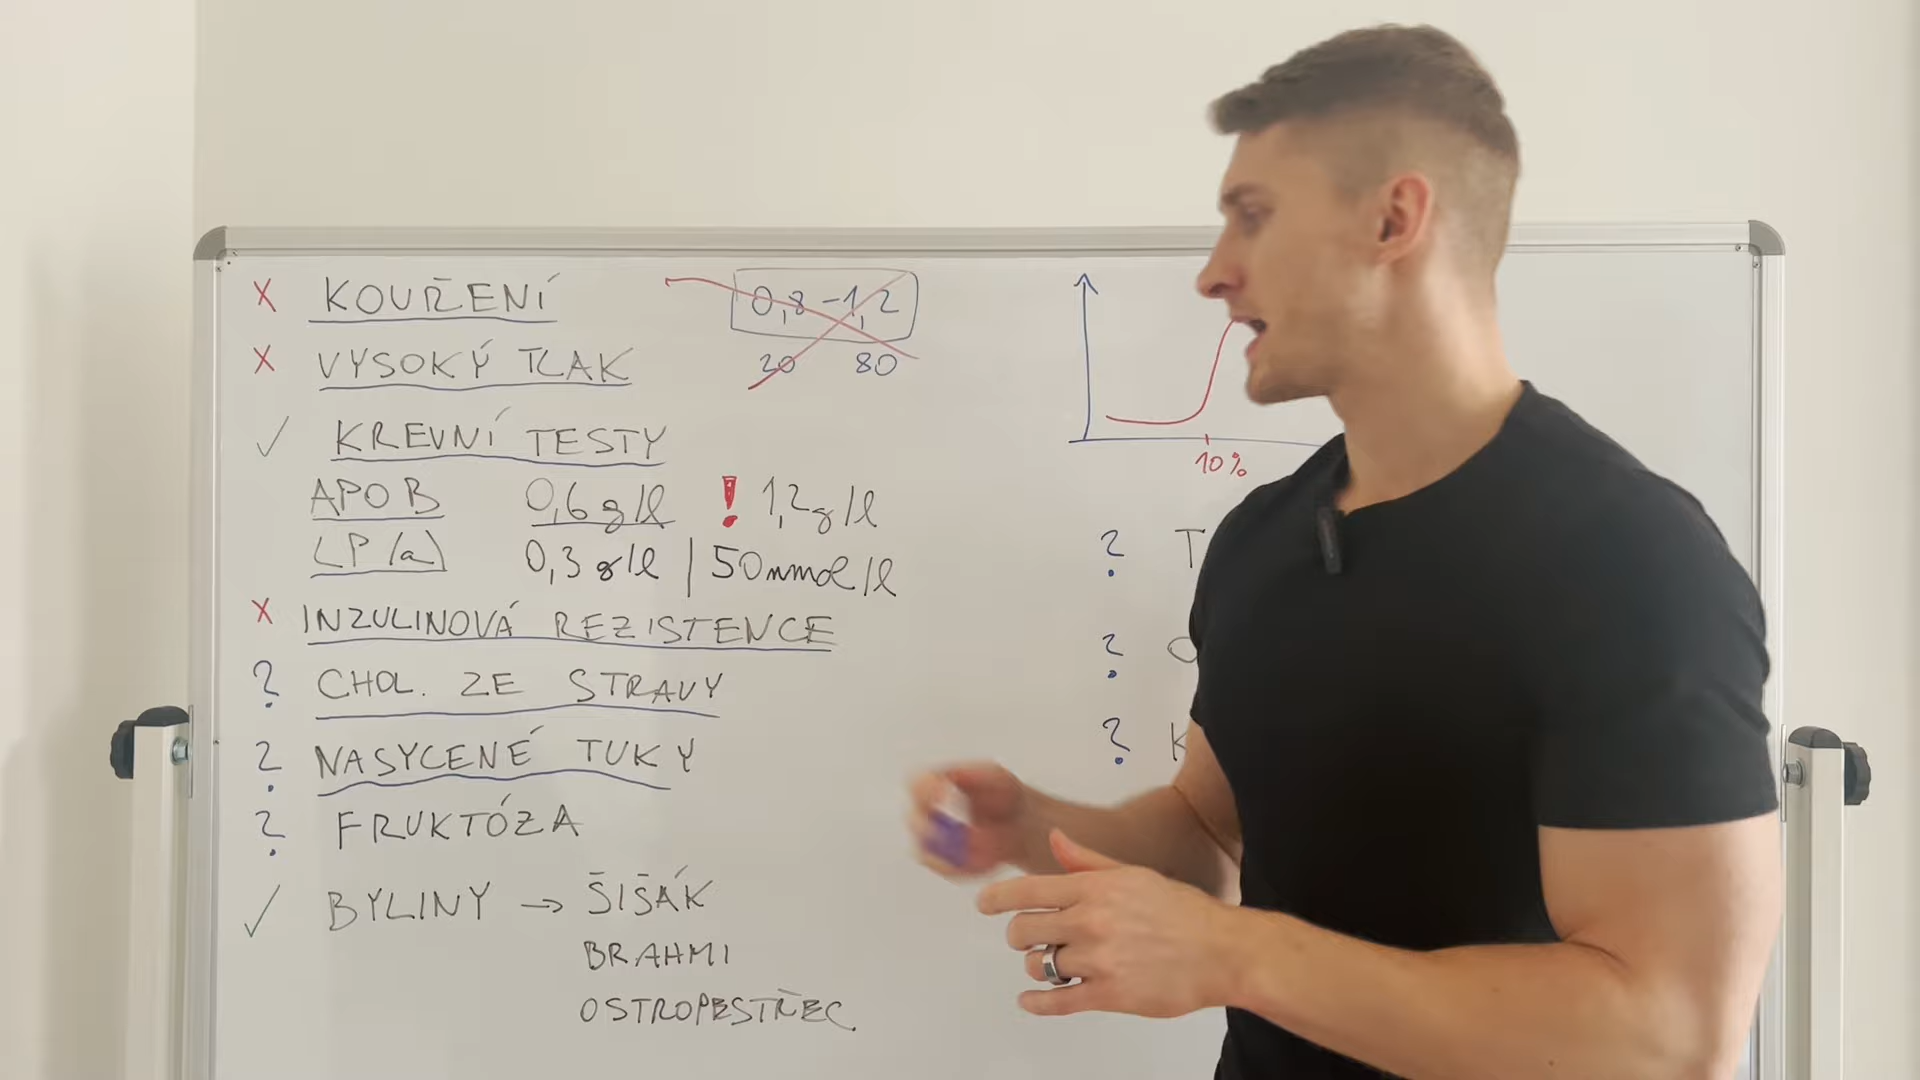 X KOUŘENÍ
X VYSOKÝ TLAK
✓ KREVNÍ TESTY
APO B 0,6 g/l ! 1,2 g/l
LP(a) 0,3 g/l | 50 nmol/l
X INZULINOVÁ REZISTENCE
? CHOL. ZE STRAVY
? NASYCENÉ TUKY
? FRUKTÓZA
✓ BYLINY → ŠIŠÁK
BRAHMI
OSTROPESTŘEC
0,8 - 1,2
20 80
10%
? T
? O
? K